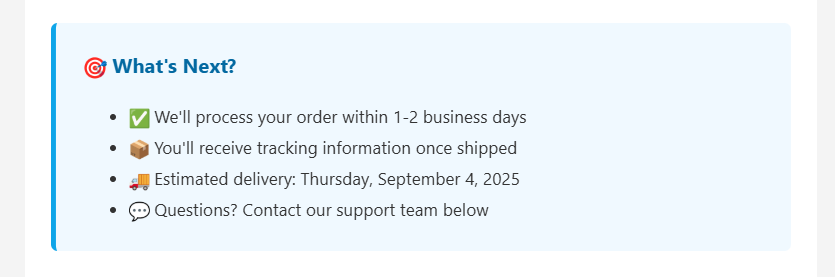 🎯 What's Next?
• ✅ We'll process your order within 1-2 business days
• 📦 You'll receive tracking information once shipped
• 🚚 Estimated delivery: Thursday, September 4, 2025
• 💬 Questions? Contact our support team below